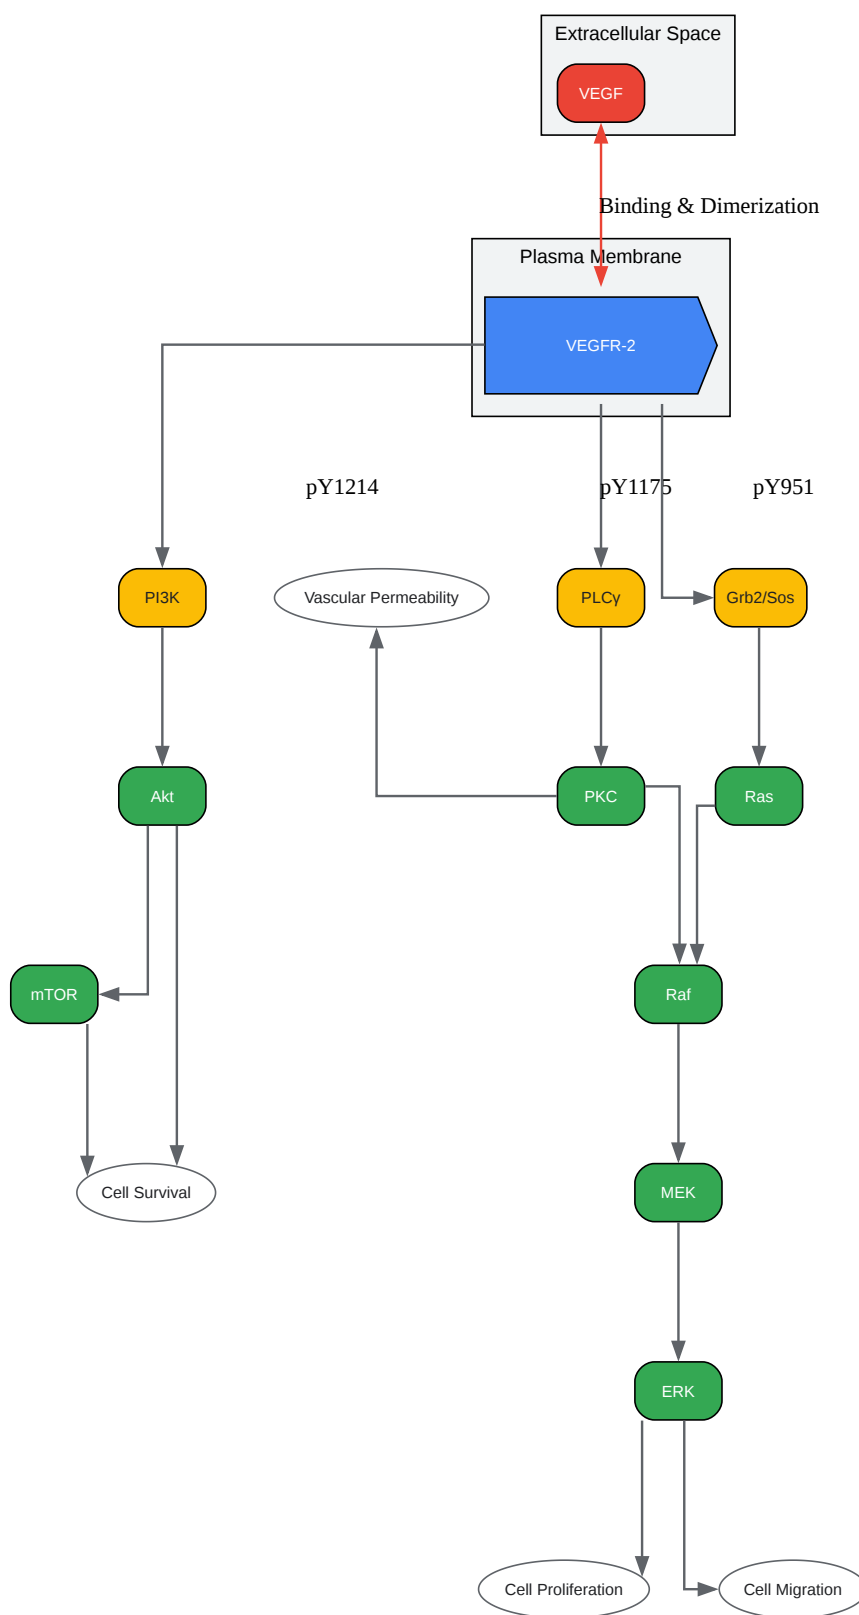 Extracellular Space
VEGF
Binding & Dimerization
Plasma Membrane
VEGFR-2
pY1214
pY1175
pY951
PI3K
Vascular Permeability
PLCγ
Grb2/Sos
Akt
PKC
Ras
mTOR
Raf
Cell Survival
MEK
ERK
Cell Proliferation
Cell Migration